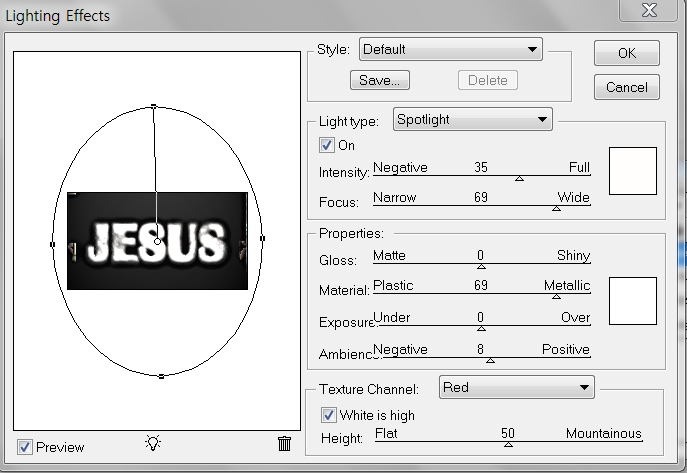 Lighting Effects
Style: Default
Save... Delete
OK
Cancel
Light type: Spotlight
On
Intensity: Negative 35 Full
Focus: Narrow 69 Wide
Properties:
Gloss: Matte 0 Shiny
Material: Plastic 69 Metallic
Exposure: Under 0 Over
Ambience: Negative 8 Positive
Texture Channel: Red
White is high
Height: Flat 50 Mountainous
JESUS
Preview